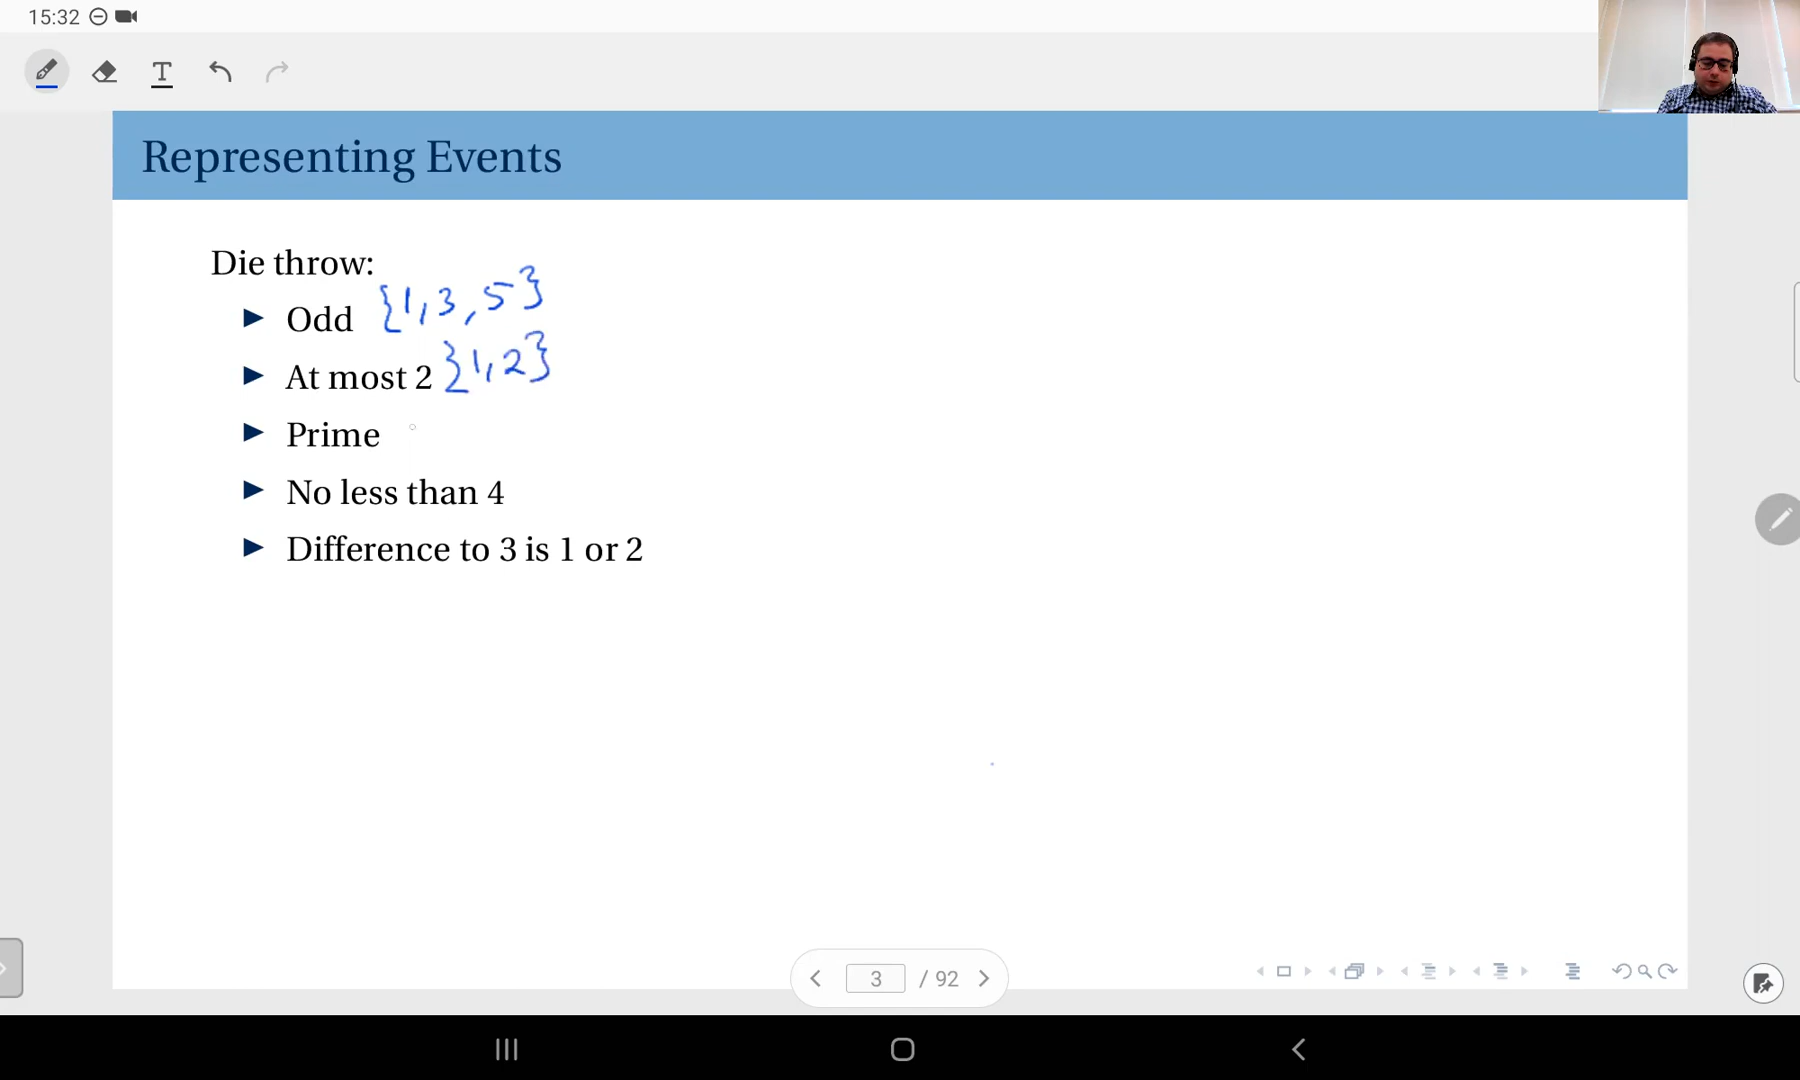 15:32
Representing Events
Die throw:
▶ Odd {1, 3, 5}
▶ At most 2 {1, 2}
▶ Prime
▶ No less than 4
▶ Difference to 3 is 1 or 2
3 / 92